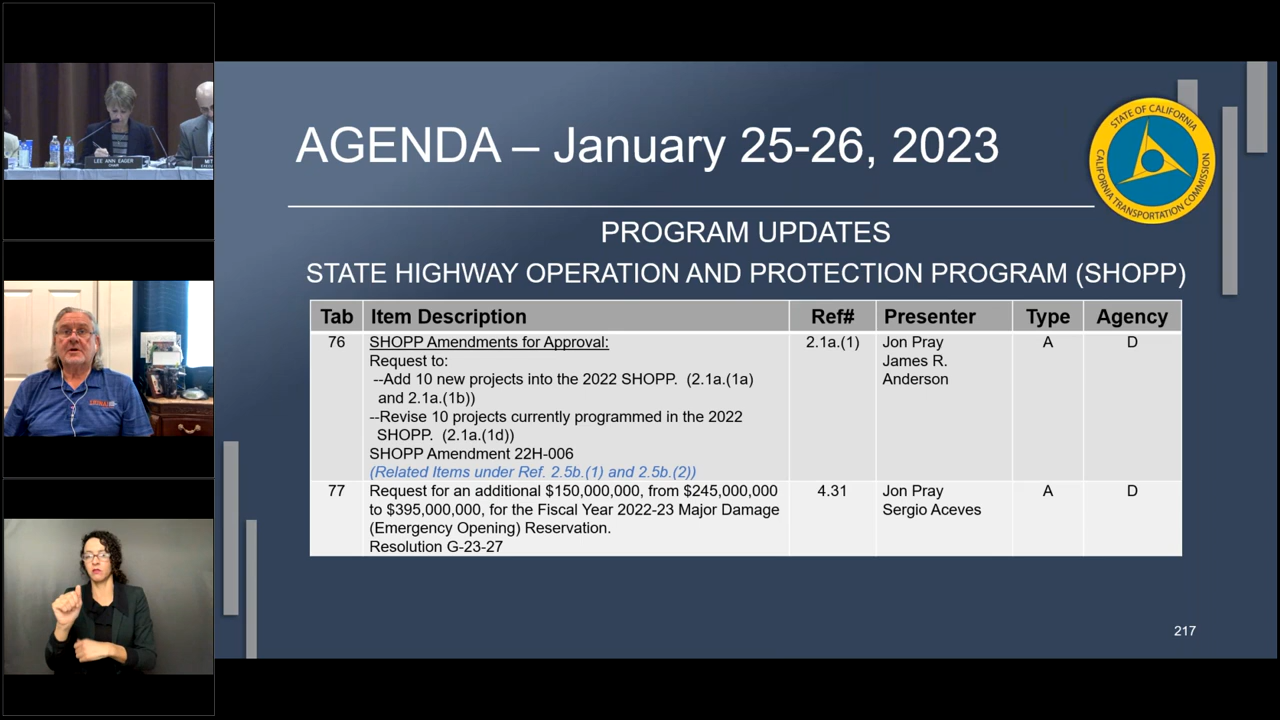 LEE ANN EAGER
MIT
AGENDA – January 25-26, 2023
STATE OF CALIFORNIA
CALIFORNIA TRANSPORTATION COMMISSION
PROGRAM UPDATES
STATE HIGHWAY OPERATION AND PROTECTION PROGRAM (SHOPP)
Tab Item Description Ref# Presenter Type Agency
76 SHOPP Amendments for Approval: 2.1a.(1) Jon Pray A D
Request to: James R.
--Add 10 new projects into the 2022 SHOPP. (2.1a.(1a) Anderson
and 2.1a.(1b))
--Revise 10 projects currently programmed in the 2022
SHOPP. (2.1a.(1d))
SHOPP Amendment 22H-006
(Related Items under Ref. 2.5b.(1) and 2.5b.(2))
77 Request for an additional $150,000,000, from $245,000,000 4.31 Jon Pray A D
to $395,000,000, for the Fiscal Year 2022-23 Major Damage Sergio Aceves
(Emergency Opening) Reservation.
Resolution G-23-27
217